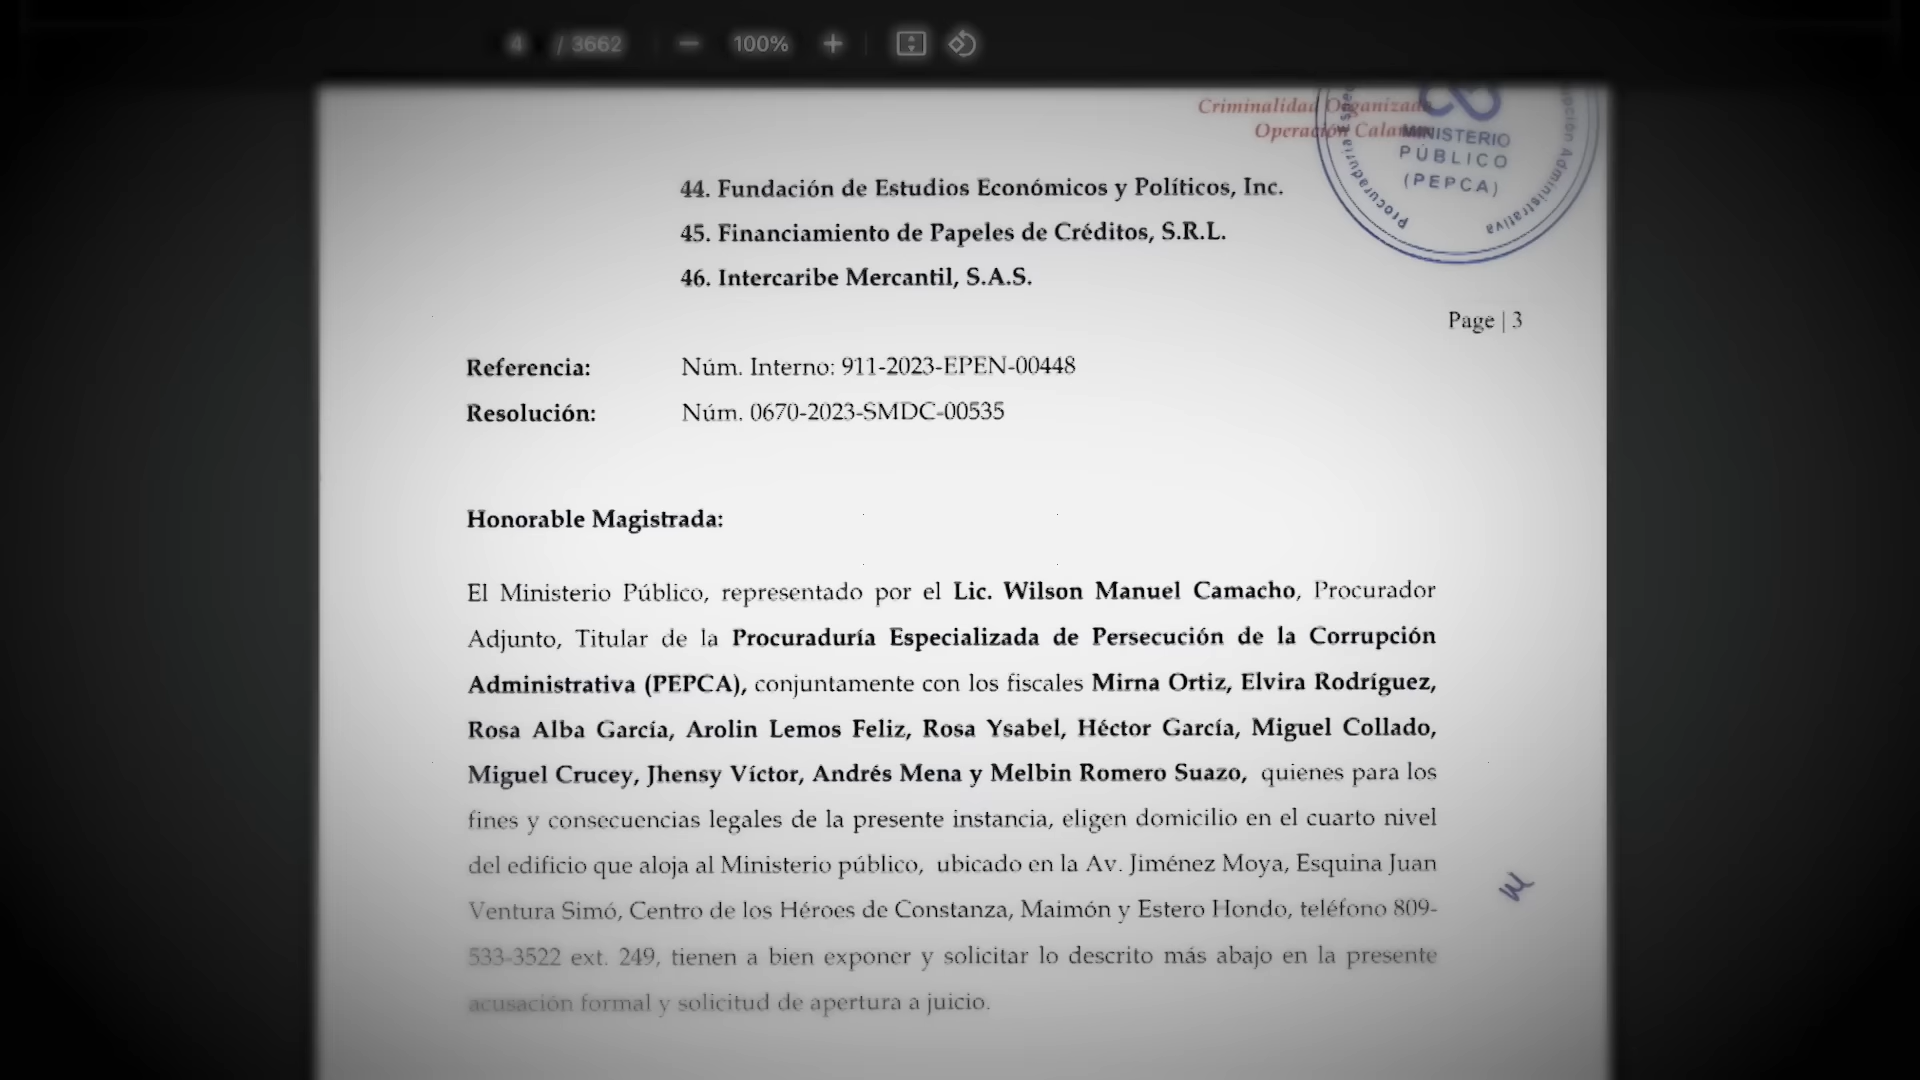 4 / 3662 100%
Criminalidad Organizada
Operación
MINISTERIO
PÚBLICO
(PEPCA)
Administrativa
44. Fundación de Estudios Económicos y Políticos, Inc.
45. Financiamiento de Papeles de Créditos, S.R.L.
46. Intercaribe Mercantil, S.A.S.
Page | 3
Referencia: Núm. Interno: 911-2023-EPEN-00448
Resolución: Núm. 0670-2023-SMDC-00535
Honorable Magistrada:
El Ministerio Público, representado por el Lic. Wilson Manuel Camacho, Procurador
Adjunto, Titular de la Procuraduría Especializada de Persecución de la Corrupción
Administrativa (PEPCA), conjuntamente con los fiscales Mirna Ortiz, Elvira Rodríguez,
Rosa Alba García, Arolin Lemos Feliz, Rosa Ysabel, Héctor García, Miguel Collado,
Miguel Crucey, Jhensy Víctor, Andrés Mena y Melbin Romero Suazo, quienes para los
fines y consecuencias legales de la presente instancia, eligen domicilio en el cuarto nivel
del edificio que aloja al Ministerio público, ubicado en la Av. Jiménez Moya, Esquina Juan
Ventura Simó, Centro de los Héroes de Constanza, Maimón y Estero Hondo, teléfono 809-
533-3522 ext. 249, tienen a bien exponer y solicitar lo descrito más abajo en la presente
acusación formal y solicitud de apertura a juicio.